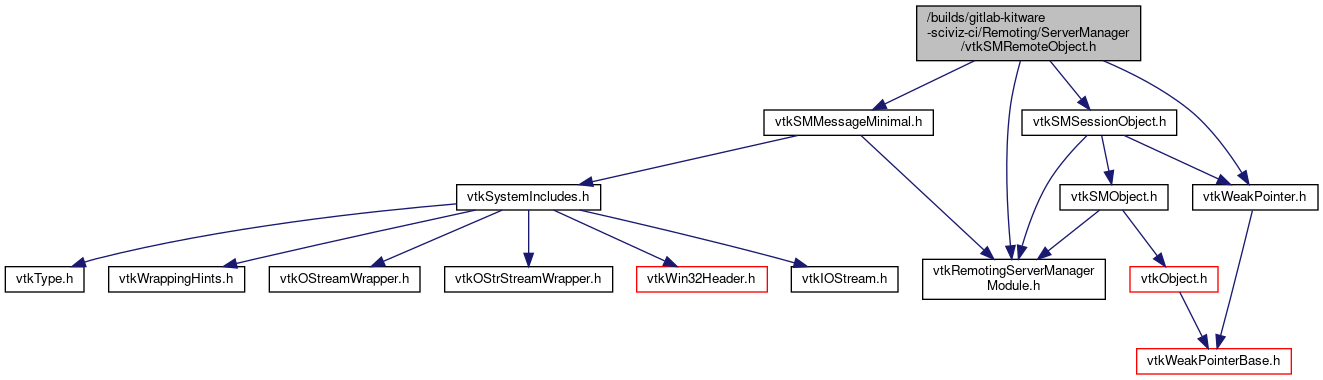 /builds/gitlab-kitware
-sciviz-ci/Remoting/ServerManager
/vtkSMRemoteObject.h
vtkSMMessageMinimal.h
vtkSMSessionObject.h
vtkSystemIncludes.h
vtkSMObject.h
vtkWeakPointer.h
vtkType.h
vtkWrappingHints.h
vtkOStreamWrapper.h
vtkOStrStreamWrapper.h
vtkWin32Header.h
vtkIOStream.h
vtkRemotingServerManager
Module.h
vtkObject.h
vtkWeakPointerBase.h